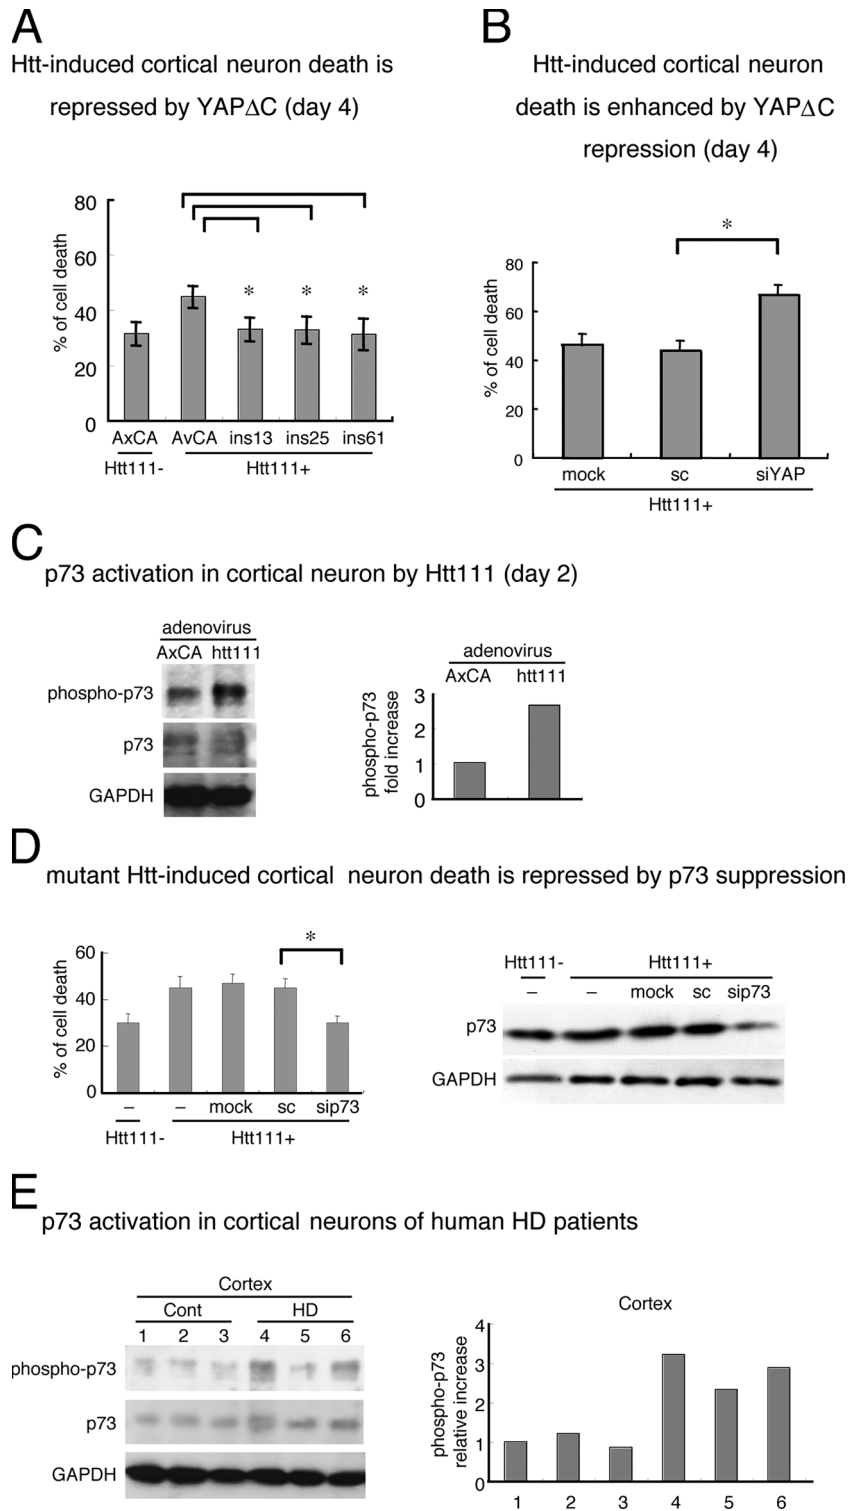 A
Htt-induced cortical neuron death is
repressed by YAPΔC (day 4)
% of cell death
80
60
40
20
0
* * *
AxCA AvCA ins13 ins25 ins61
Htt111- Htt111+
B
Htt-induced cortical neuron
death is enhanced by YAPΔC
repression (day 4)
*
% of cell death
80
60
40
20
0
mock sc siYAP
Htt111+
C
p73 activation in cortical neuron by Htt111 (day 2)
adenovirus
AxCA htt111
phospho-p73
p73
GAPDH
adenovirus
AxCA htt111
phospho-p73
fold increase
3
2
1
0
D
mutant Htt-induced cortical neuron death is repressed by p73 suppression
% of cell death
60
40
20
0
*
– – mock sc sip73
Htt111- Htt111+
Htt111- Htt111+
– – mock sc sip73
p73
GAPDH
E
p73 activation in cortical neurons of human HD patients
Cortex
Cont HD
1 2 3 4 5 6
phospho-p73
p73
GAPDH
Cortex
phospho-p73
relative increase
4
3
2
1
0
1 2 3 4 5 6